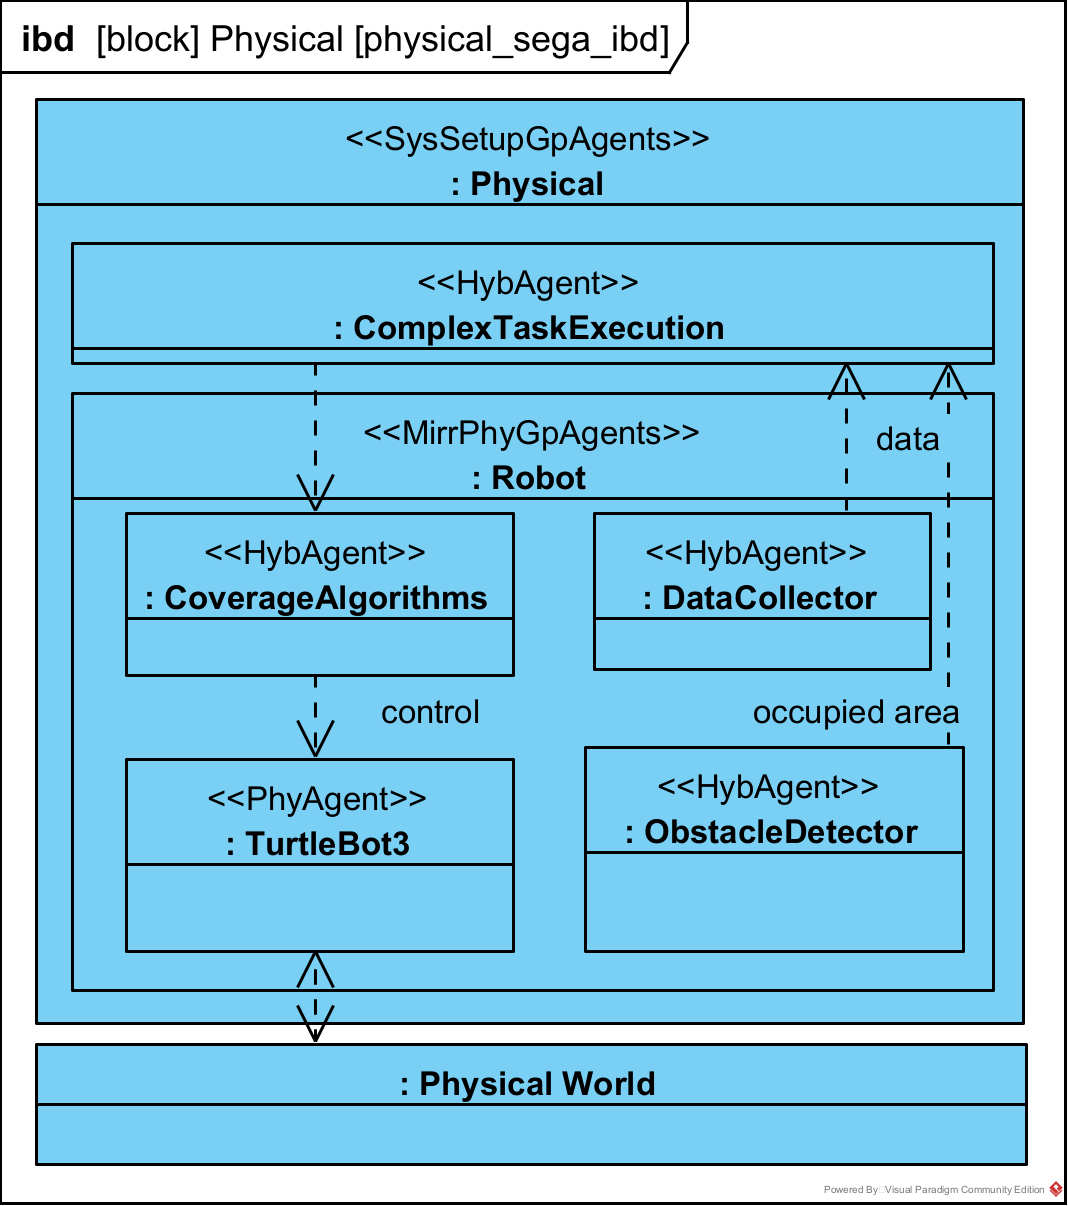 ibd [block] Physical [physical_sega_ibd]
<<SysSetupGpAgents>>
: Physical
<<HybAgent>>
: ComplexTaskExecution
<<MirrPhyGpAgents>>
: Robot
data
<<HybAgent>>
: CoverageAlgorithms
<<HybAgent>>
: DataCollector
control
occupied area
<<PhyAgent>>
: TurtleBot3
<<HybAgent>>
: ObstacleDetector
: Physical World
Powered By Visual Paradigm Community Edition